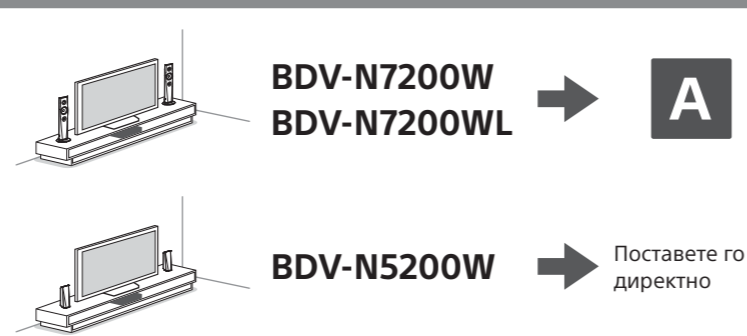 BDV-N7200W
BDV-N7200WL
A
BDV-N5200W
Поставете го
директно